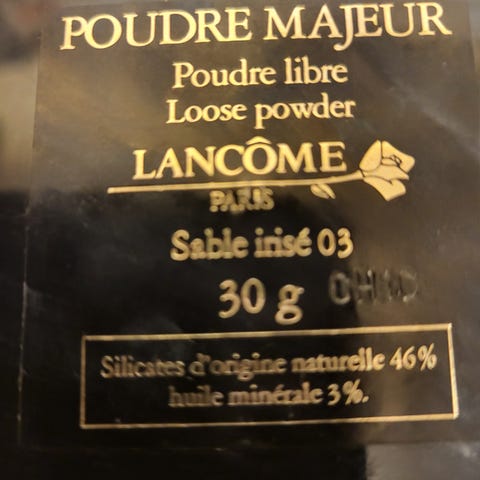 POUDRE MAJEUR
Poudre libre
Loose powder
LANCÔME
PARIS
Sable irisé 03
30 g
Silicates d'origine naturelle 46%
huile minérale 3%.